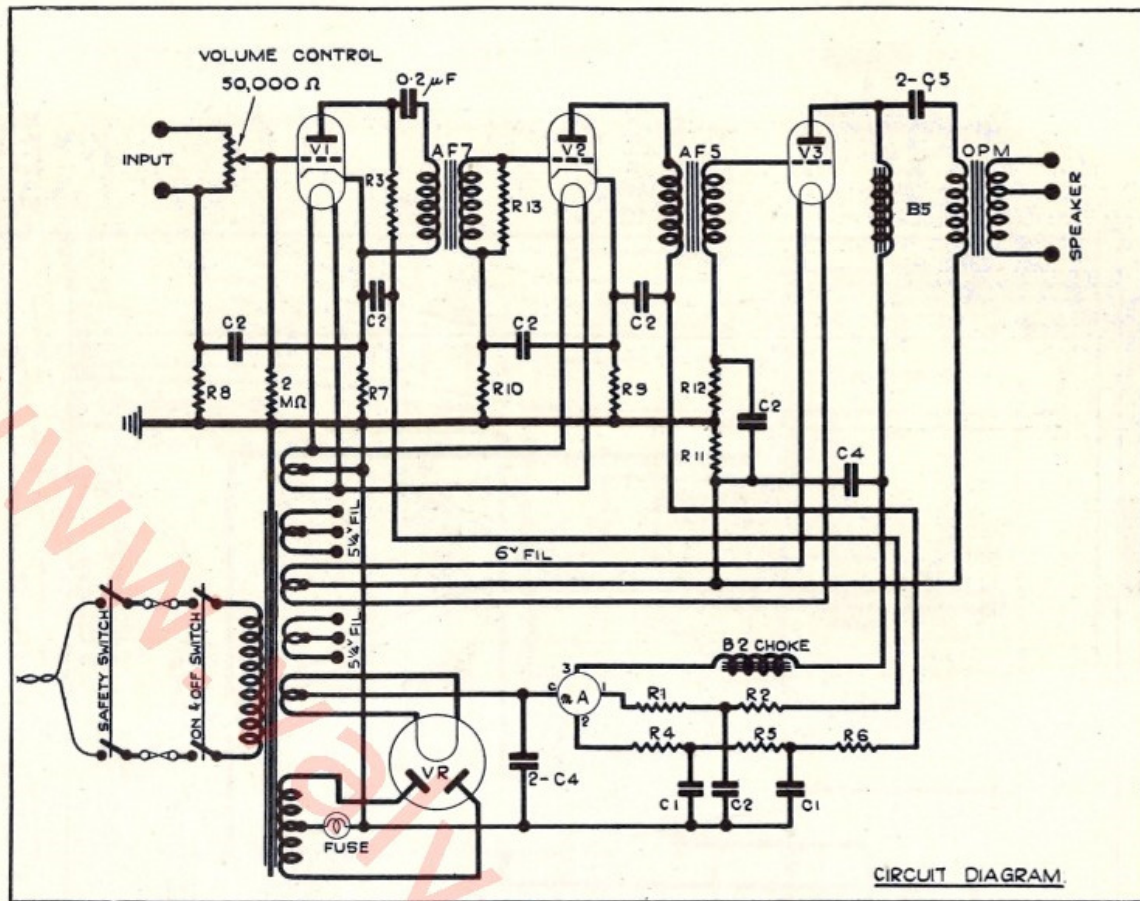 VOLUME CONTROL
50,000 Ω
INPUT
0·2 µF
V1
R3
AF7
R13
V2
AF5
V3
2-C5
B5
OPM
SPEAKER
C2
C2
C2
C2
R8
2
MΩ
R7
R10
R9
R12
C2
R11
C4
5¼ V FIL
6 V FIL
5¼ V FIL
SAFETY SWITCH
ON & OFF SWITCH
B2 CHOKE
3
C
A
1
2
R1
R2
R4
R5
R6
VR
2-C4
C1
C2
C1
FUSE
CIRCUIT DIAGRAM.